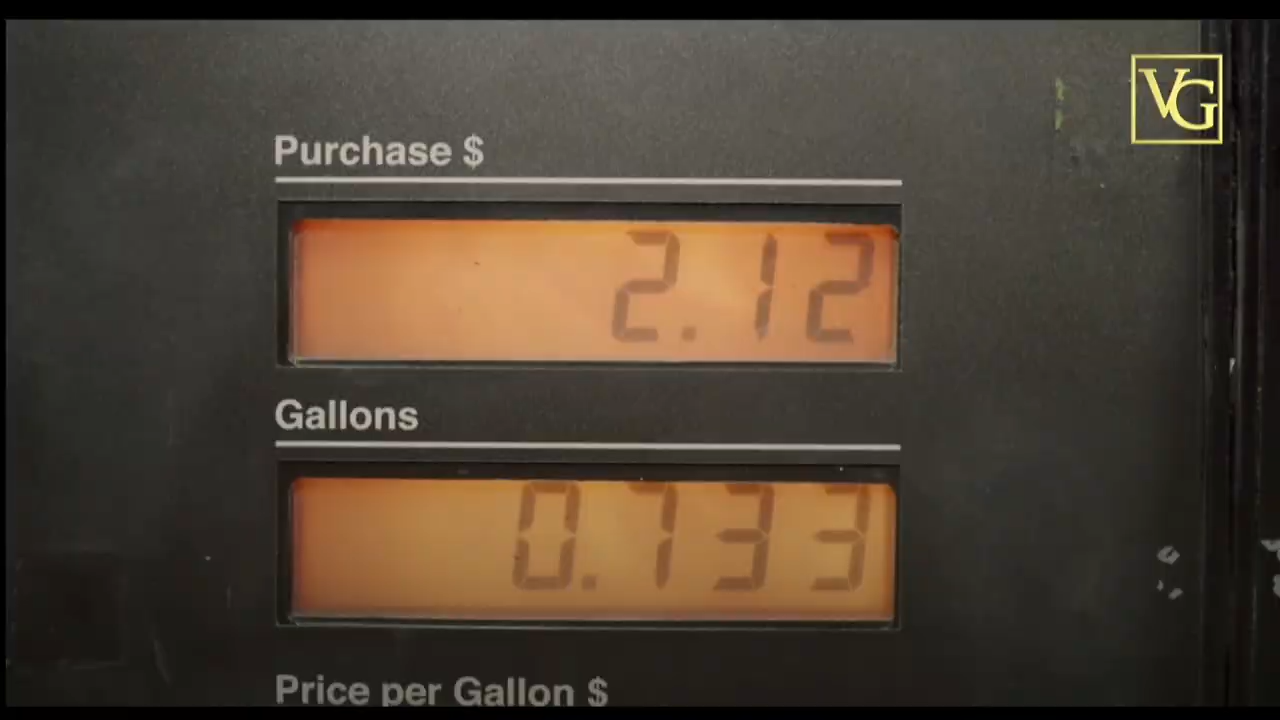 VG
Purchase $
2.12
Gallons
0.733
Price per Gallon $